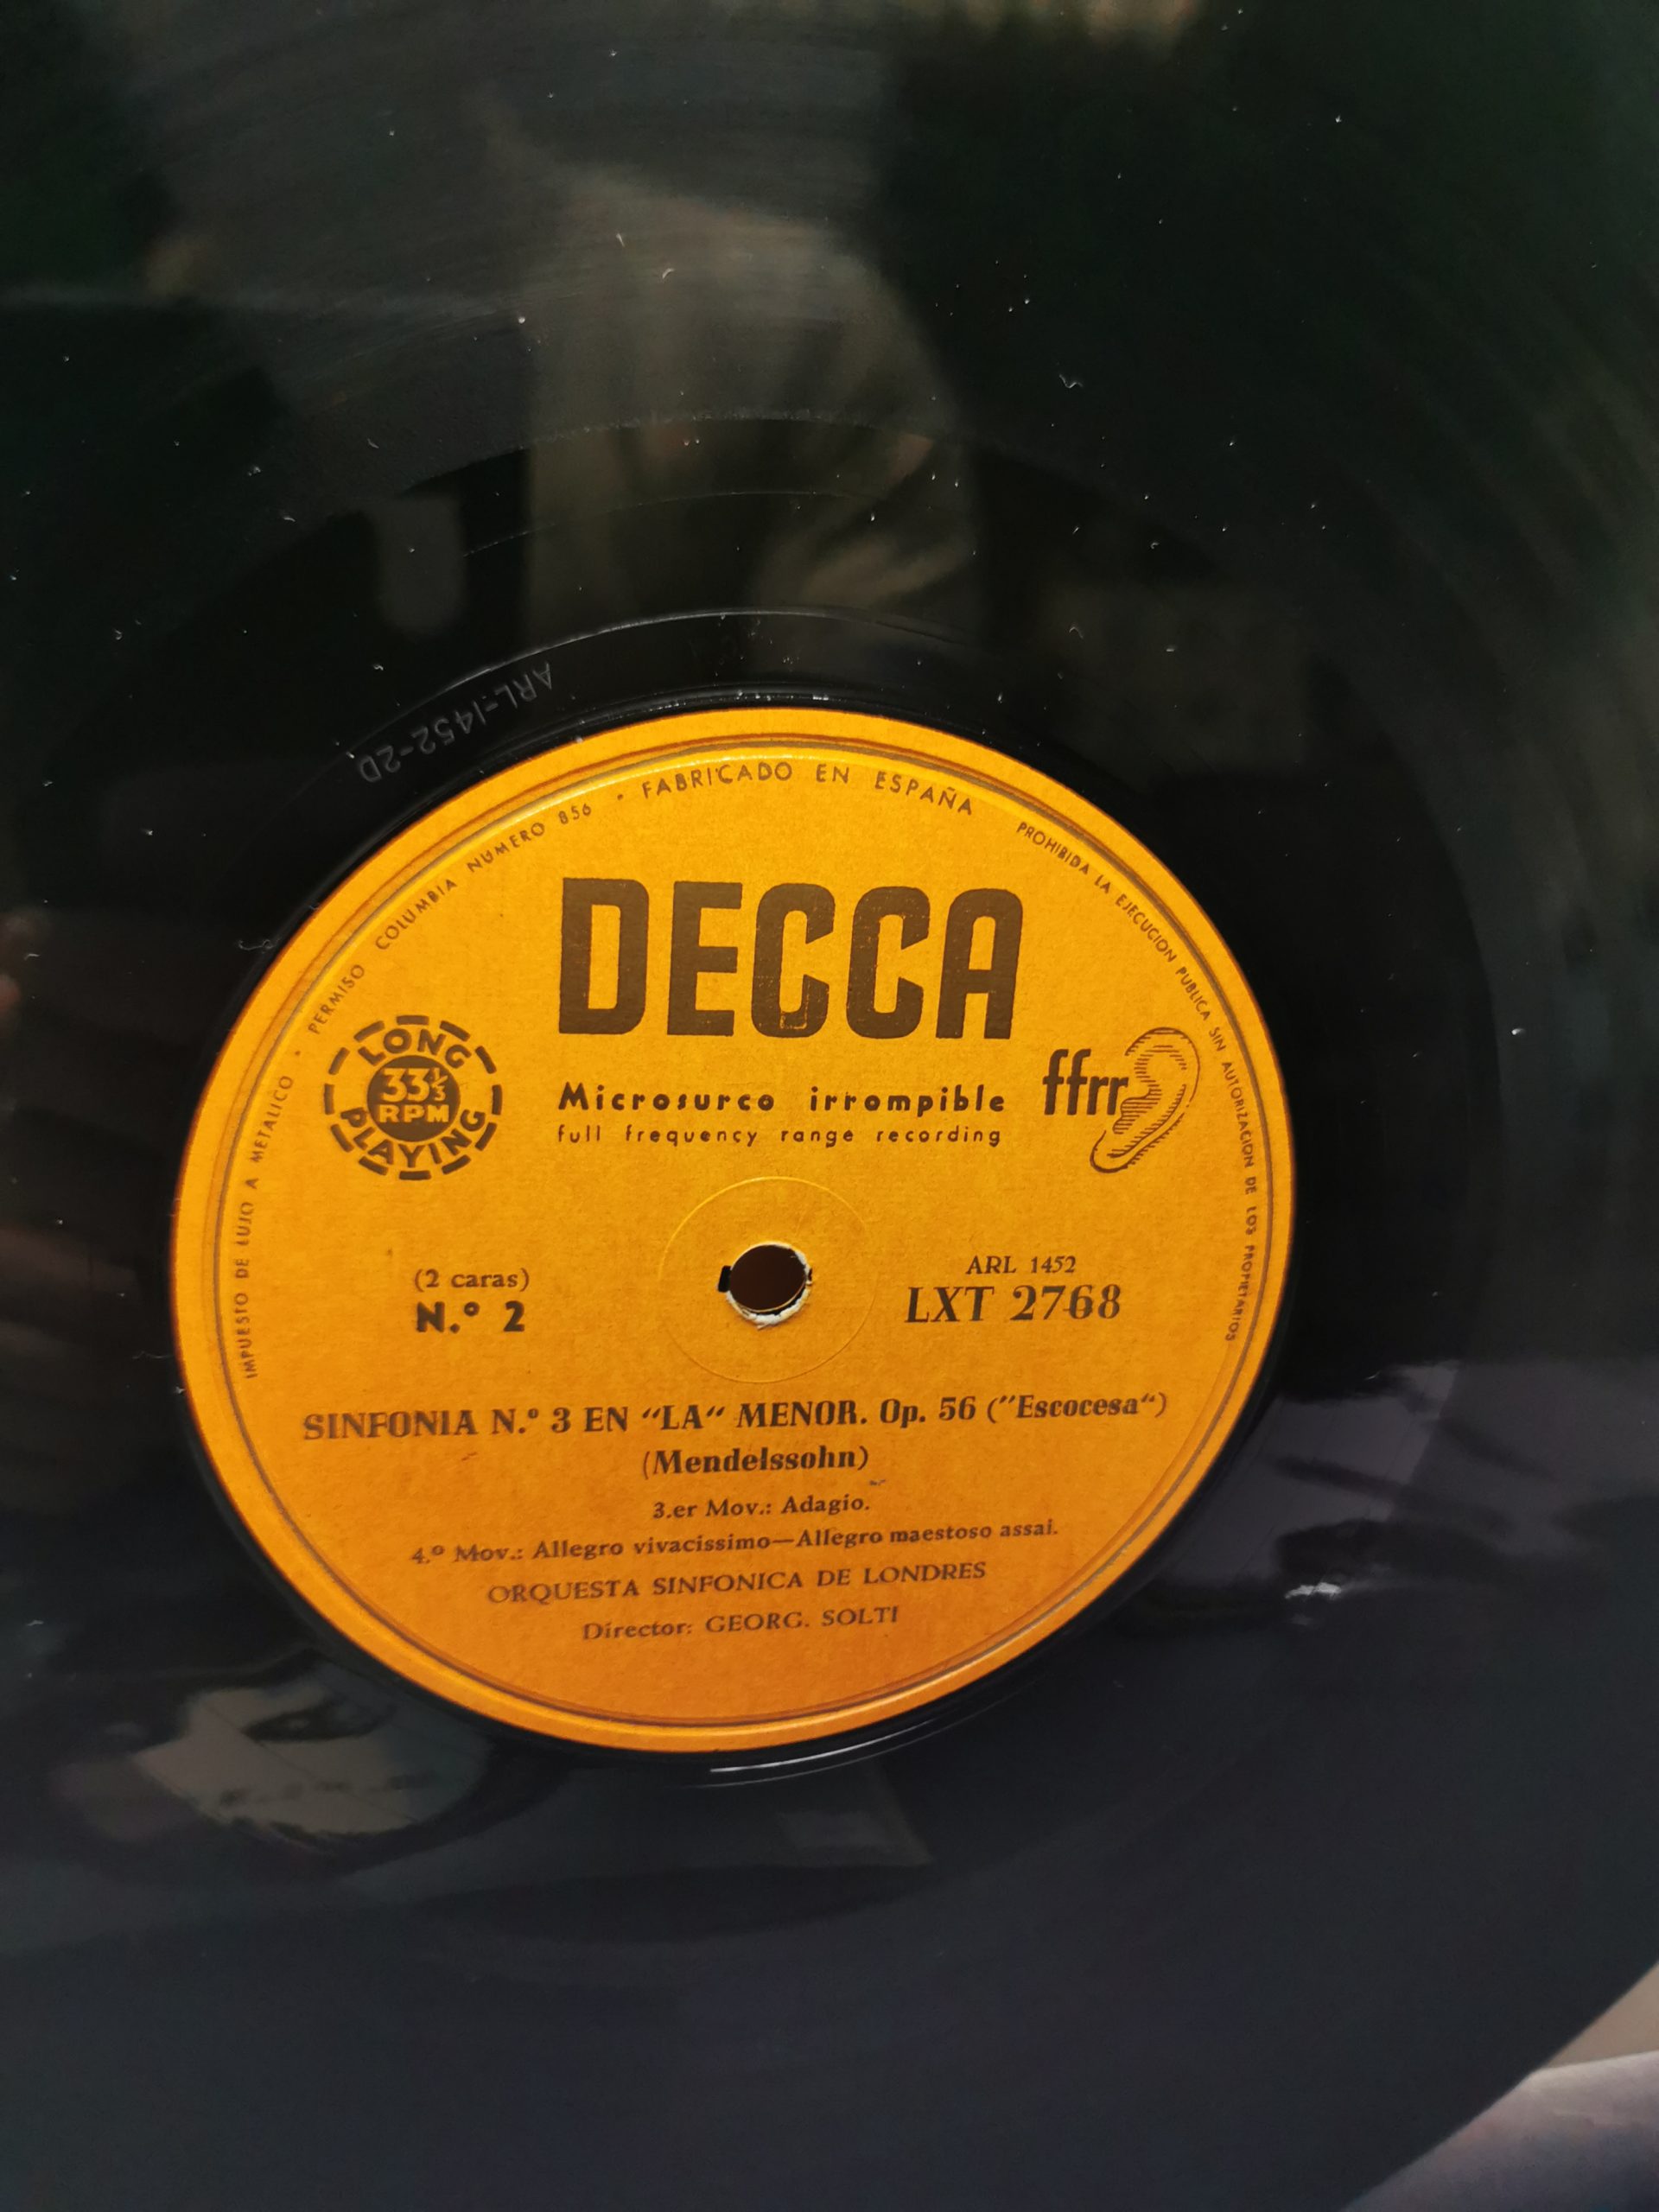 ARL-1452-2D
IMPUESTO DE LUJO A METALICO · PERMISO COLUMBIA NUMERO 856 · FABRICADO EN ESPAÑA
PROHIBIDA LA EJECUCION PUBLICA SIN AUTORIZACION DE LOS PROPIETARIOS
DECCA
LONG
33⅓
RPM
PLAYING
ffrr
Microsurco irrompible
full frequency range recording
(2 caras)
N.º 2
ARL 1452
LXT 2768
SINFONIA N.º 3 EN “LA“ MENOR. Op. 56 (”Escocesa“)
(Mendelssohn)
3.er Mov.: Adagio.
4.º Mov.: Allegro vivacissimo—Allegro maestoso assai.
ORQUESTA SINFONICA DE LONDRES
Director: GEORG. SOLTI